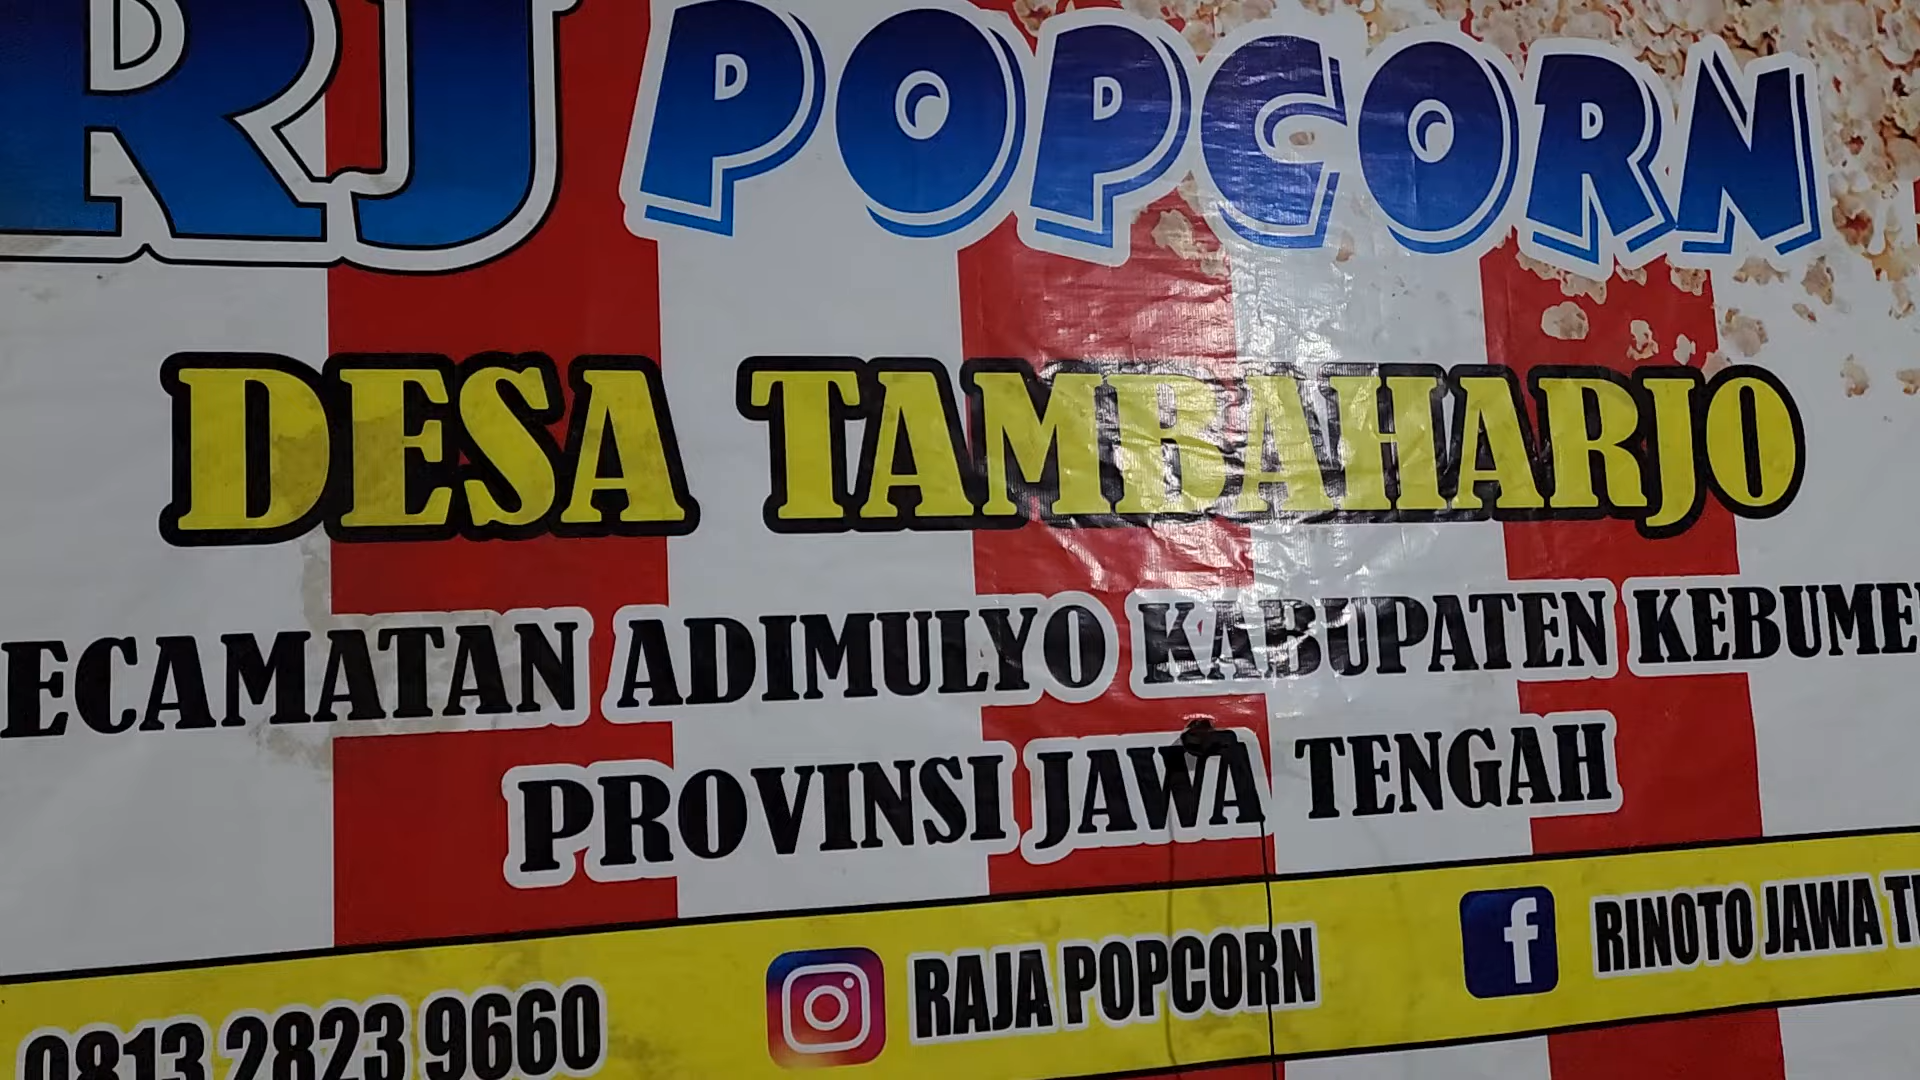 RJ POPCORN
DESA TAMBAHARJO
ECAMATAN ADIMULYO KABUPATEN KEBUME
PROVINSI JAWA TENGAH
0813 2823 9660 RAJA POPCORN RINOTO JAWA T